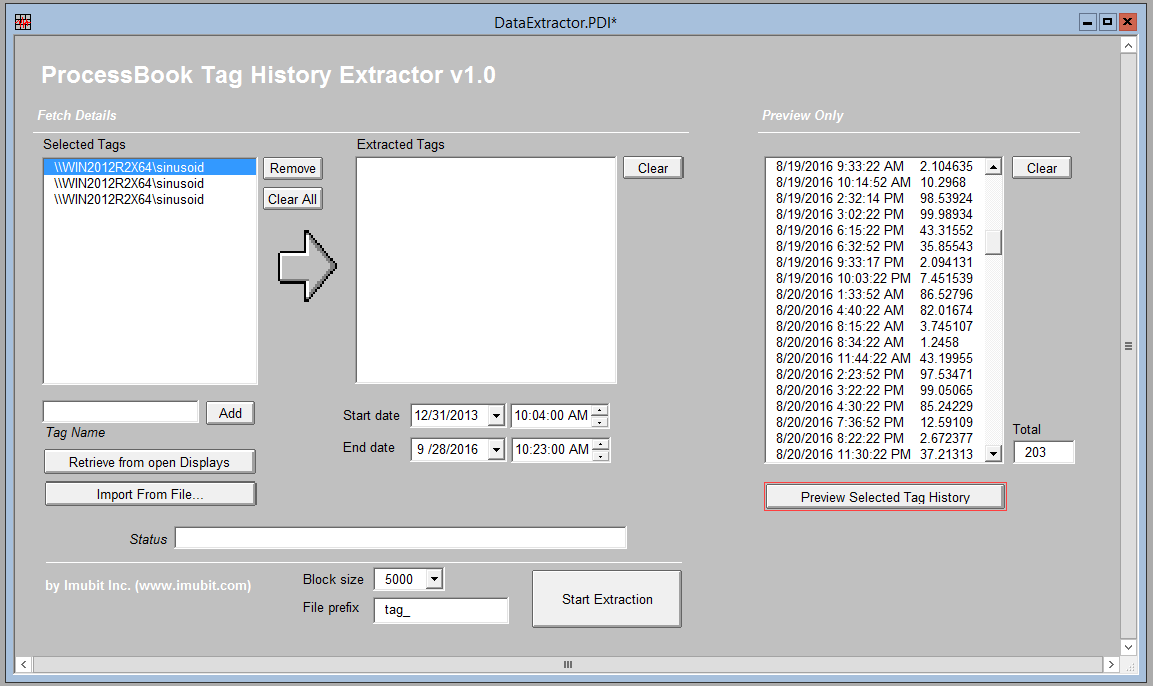 DataExtractor.PDI*
ProcessBook Tag History Extractor v1.0
Fetch Details
Selected Tags
\\WIN2012R2X64\sinusoid
\\WIN2012R2X64\sinusoid
\\WIN2012R2X64\sinusoid
Remove
Clear All
Extracted Tags
Clear
Add
Tag Name
Retrieve from open Displays
Import From File...
Start date 12/31/2013 10:04:00 AM
End date 9 /28/2016 10:23:00 AM
Status
by Imubit Inc. (www.imubit.com)
Block size 5000
File prefix tag_
Start Extraction
Preview Only
8/19/2016 9:33:22 AM 2.104635
8/19/2016 10:14:52 AM 10.2968
8/19/2016 2:32:14 PM 98.53924
8/19/2016 3:02:22 PM 99.98934
8/19/2016 6:15:22 PM 43.31552
8/19/2016 6:32:52 PM 35.85543
8/19/2016 9:33:17 PM 2.094131
8/19/2016 10:03:22 PM 7.451539
8/20/2016 1:33:52 AM 86.52796
8/20/2016 4:40:22 AM 82.01674
8/20/2016 8:15:22 AM 3.745107
8/20/2016 8:34:22 AM 1.2458
8/20/2016 11:44:22 AM 43.19955
8/20/2016 2:23:52 PM 97.53471
8/20/2016 3:22:22 PM 99.05065
8/20/2016 4:30:22 PM 85.24229
8/20/2016 7:36:52 PM 12.59109
8/20/2016 8:22:22 PM 2.672377
8/20/2016 11:30:22 PM 37.21313
Clear
Total
203
Preview Selected Tag History